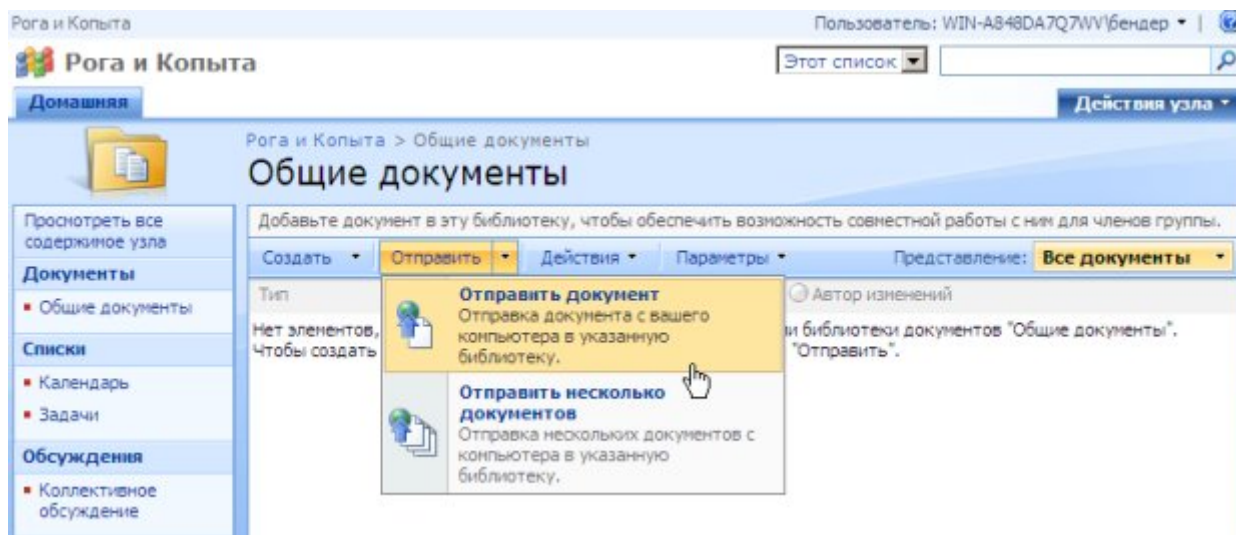 Рога и Копыта
Пользователь: WIN-A848DA7Q7WV\бендер
Рога и Копыта
Этот список
Домашняя
Действия узла
Рога и Копыта > Общие документы
Общие документы
Просмотреть все
содержимое узла
Добавьте документ в эту библиотеку, чтобы обеспечить возможность совместной работы с ним для членов группы.
Создать
Отправить
Действия
Параметры
Представление: Все документы
Документы
Общие документы
Списки
Календарь
Задачи
Обсуждения
Коллективное
обсуждение
Тип
Автор изменений
Нет элементов,
и библиотеки документов "Общие документы".
Чтобы создать
"Отправить".
Отправить документ
Отправка документа с вашего
компьютера в указанную
библиотеку.
Отправить несколько
документов
Отправка нескольких документов с
компьютера в указанную
библиотеку.